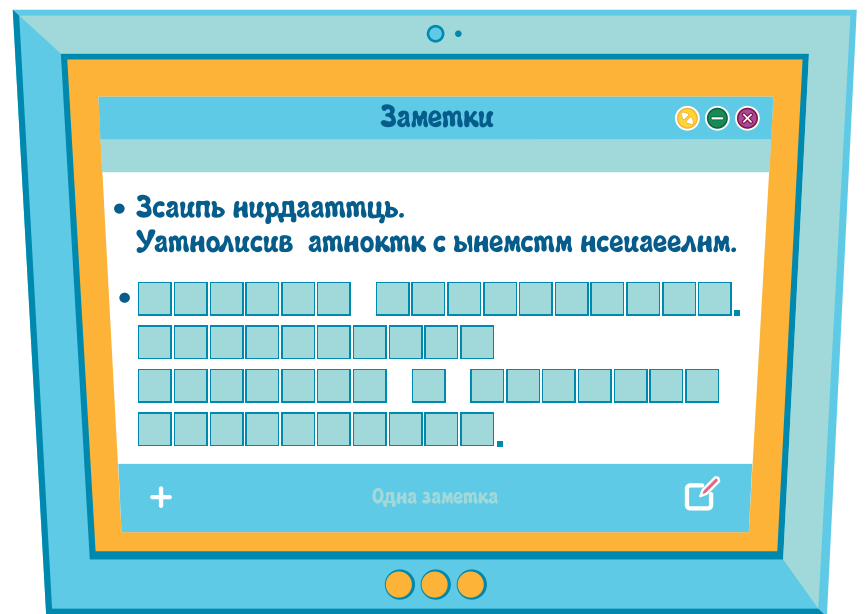 Заметки
Зсаипь нирдааттць.
Уатнолисив атноктк с ынемстм нсеиаеелнм.
Одна заметка